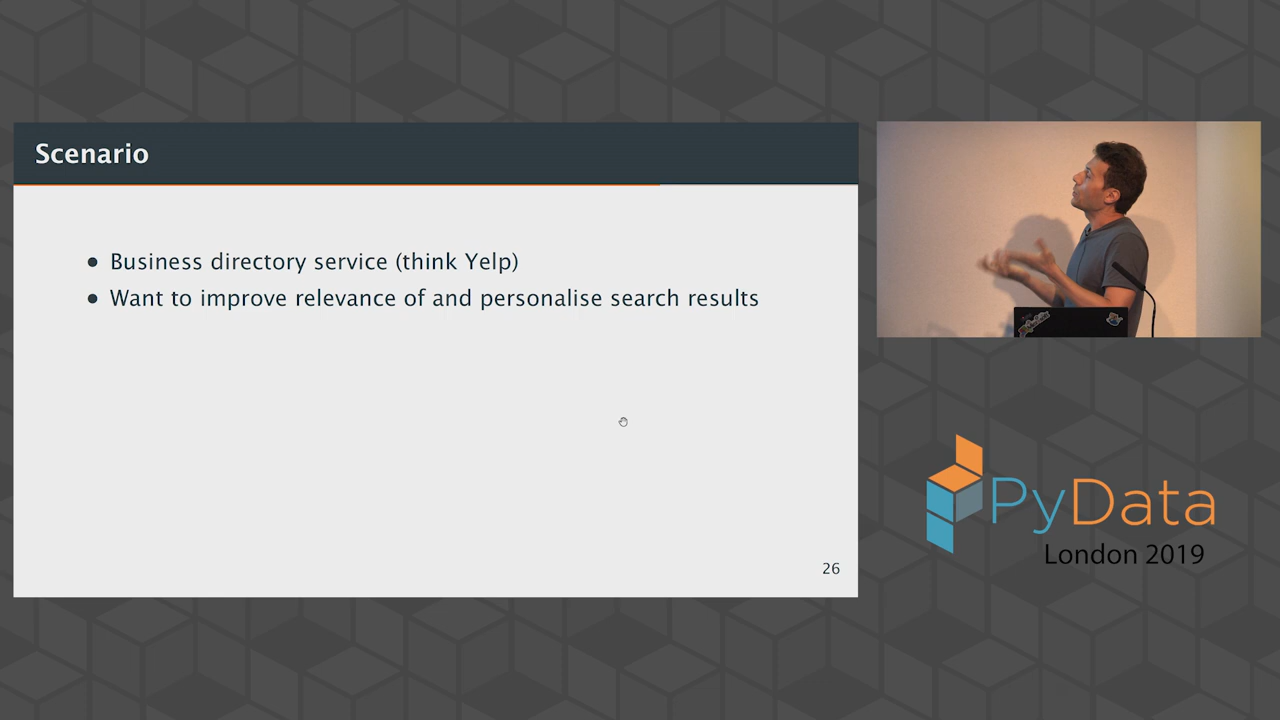 Scenario
● Business directory service (think Yelp)
● Want to improve relevance of and personalise search results
26
PyData
London 2019